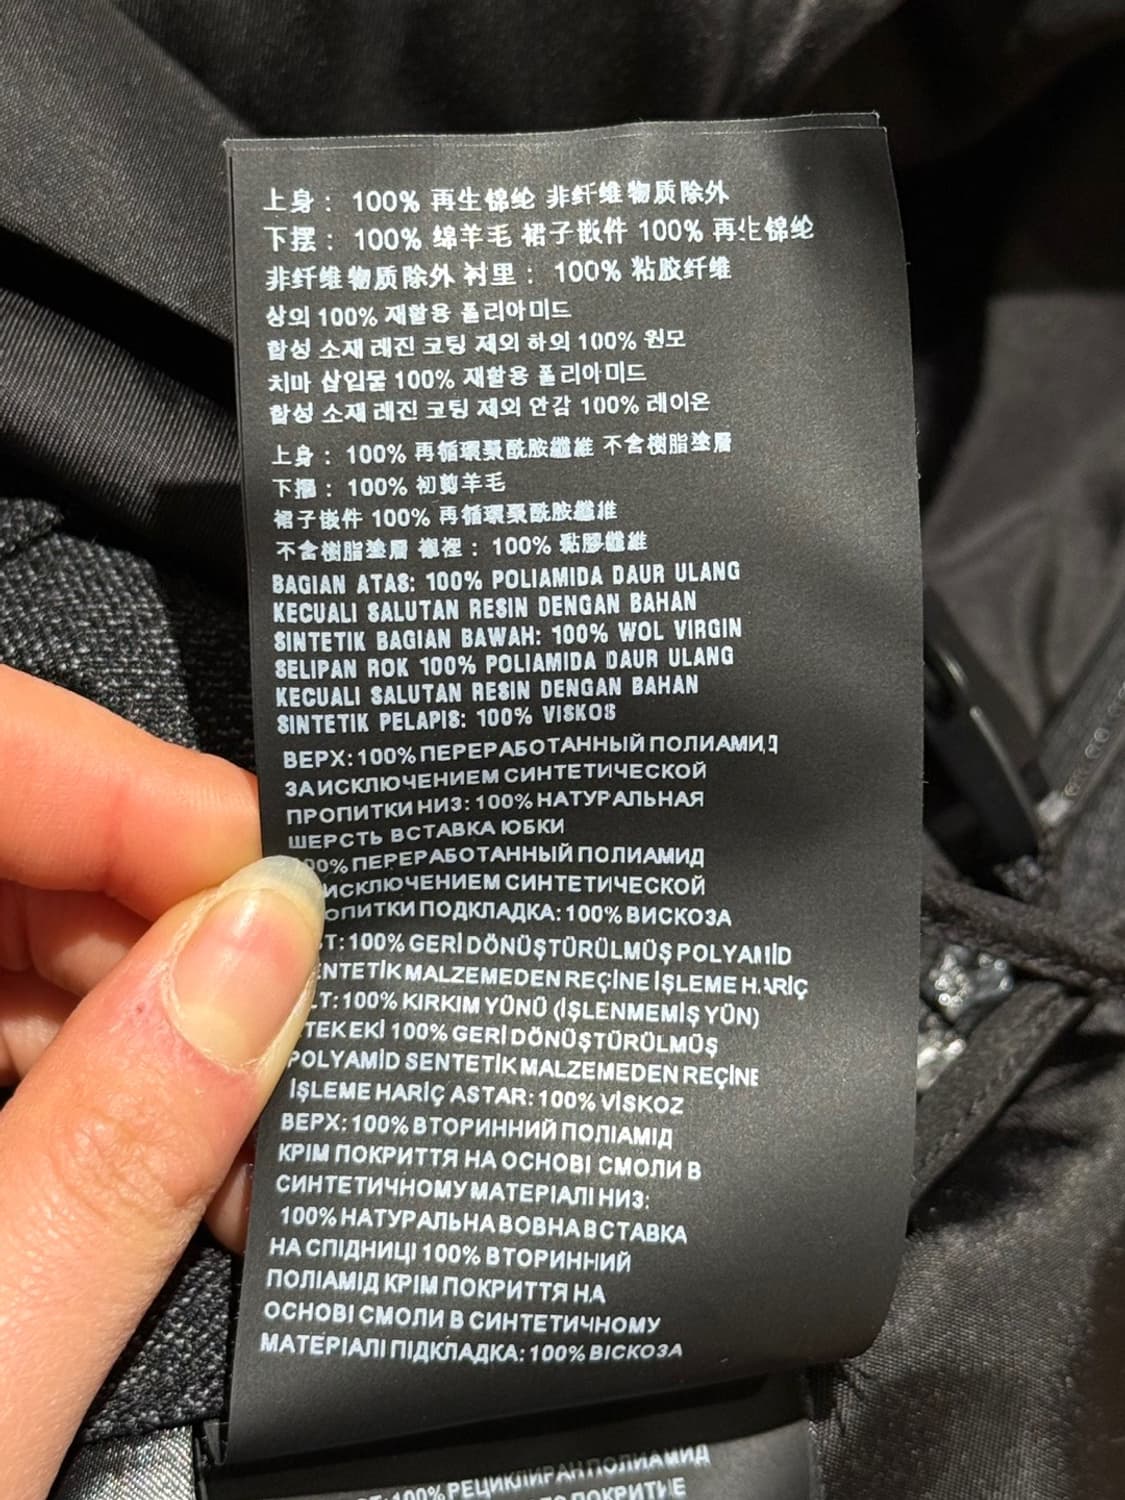 上身： 100% 再生锦纶 非纤维物质除外
下摆： 100% 绵羊毛 裙子嵌件 100% 再生锦纶
非纤维物质除外 衬里： 100% 粘胶纤维
상의 100% 재활용 폴리아미드
합성 소재 레진 코팅 제외 하의 100% 원모
치마 삽입물 100% 재활용 폴리아미드
합성 소재 레진 코팅 제외 안감 100% 레이온
上身： 100% 再循環聚酰胺纖維 不含樹脂塗層
下擺： 100% 初剪羊毛
裙子嵌件 100% 再循環聚酰胺纖維
不含樹脂塗層 襯裡： 100% 黏膠纖維
BAGIAN ATAS: 100% POLIAMIDA DAUR ULANG
KECUALI SALUTAN RESIN DENGAN BAHAN
SINTETIK BAGIAN BAWAH: 100% WOL VIRGIN
SELIPAN ROK 100% POLIAMIDA DAUR ULANG
KECUALI SALUTAN RESIN DENGAN BAHAN
SINTETIK PELAPIS: 100% VISKOS
ВЕРХ: 100% ПЕРЕРАБОТАННЫЙ ПОЛИАМИД
ЗА ИСКЛЮЧЕНИЕМ СИНТЕТИЧЕСКОЙ
ПРОПИТКИ НИЗ: 100% НАТУРАЛЬНАЯ
ШЕРСТЬ ВСТАВКА ЮБКИ
100% ПЕРЕРАБОТАННЫЙ ПОЛИАМИД
ИСКЛЮЧЕНИЕМ СИНТЕТИЧЕСКОЙ
ОПИТКИ ПОДКЛАДКА: 100% ВИСКОЗА
T: 100% GERİ DÖNÜŞTÜRÜLMÜŞ POLYAMİD
ENTETİK MALZEMEDEN REÇİNE İŞLEME HARİÇ
LT: 100% KIRKIM YÜNÜ (İŞLENMEMİŞ YÜN)
TEK EKİ 100% GERİ DÖNÜŞTÜRÜLMÜŞ
POLYAMİD SENTETİK MALZEMEDEN REÇİNE
İŞLEME HARİÇ ASTAR: 100% VİSKOZ
ВЕРХ: 100% ВТОРИННИЙ ПОЛІАМІД
КРІМ ПОКРИТТЯ НА ОСНОВІ СМОЛИ В
СИНТЕТИЧНОМУ МАТЕРІАЛІ НИЗ:
100% НАТУРАЛЬНА ВОВНА ВСТАВКА
НА СПІДНИЦІ 100% ВТОРИННИЙ
ПОЛІАМІД КРІМ ПОКРИТТЯ НА
ОСНОВІ СМОЛИ В СИНТЕТИЧНОМУ
МАТЕРІАЛІ ПІДКЛАДКА: 100% ВІСКОЗА
100% РЕЦИКЛИРАН ПОЛИАМИД
ПОКРИТИЕ